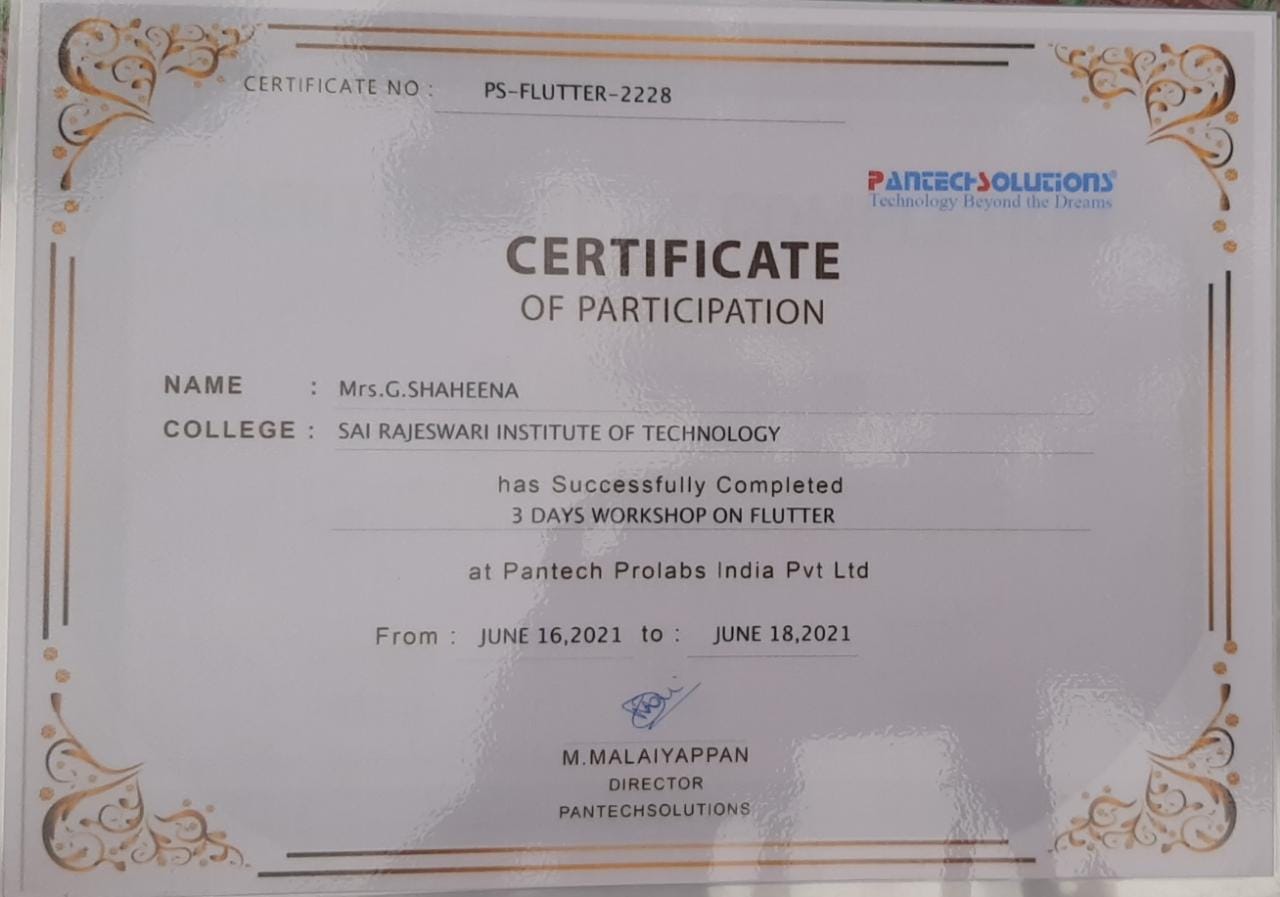 CERTIFICATE NO : PS-FLUTTER-2228
PANTECHSOLUTIONS®
Technology Beyond the Dreams
CERTIFICATE
OF PARTICIPATION
NAME : Mrs.G.SHAHEENA
COLLEGE : SAI RAJESWARI INSTITUTE OF TECHNOLOGY
has Successfully Completed
3 DAYS WORKSHOP ON FLUTTER
at Pantech Prolabs India Pvt Ltd
From : JUNE 16,2021 to : JUNE 18,2021
M.MALAIYAPPAN
DIRECTOR
PANTECHSOLUTIONS